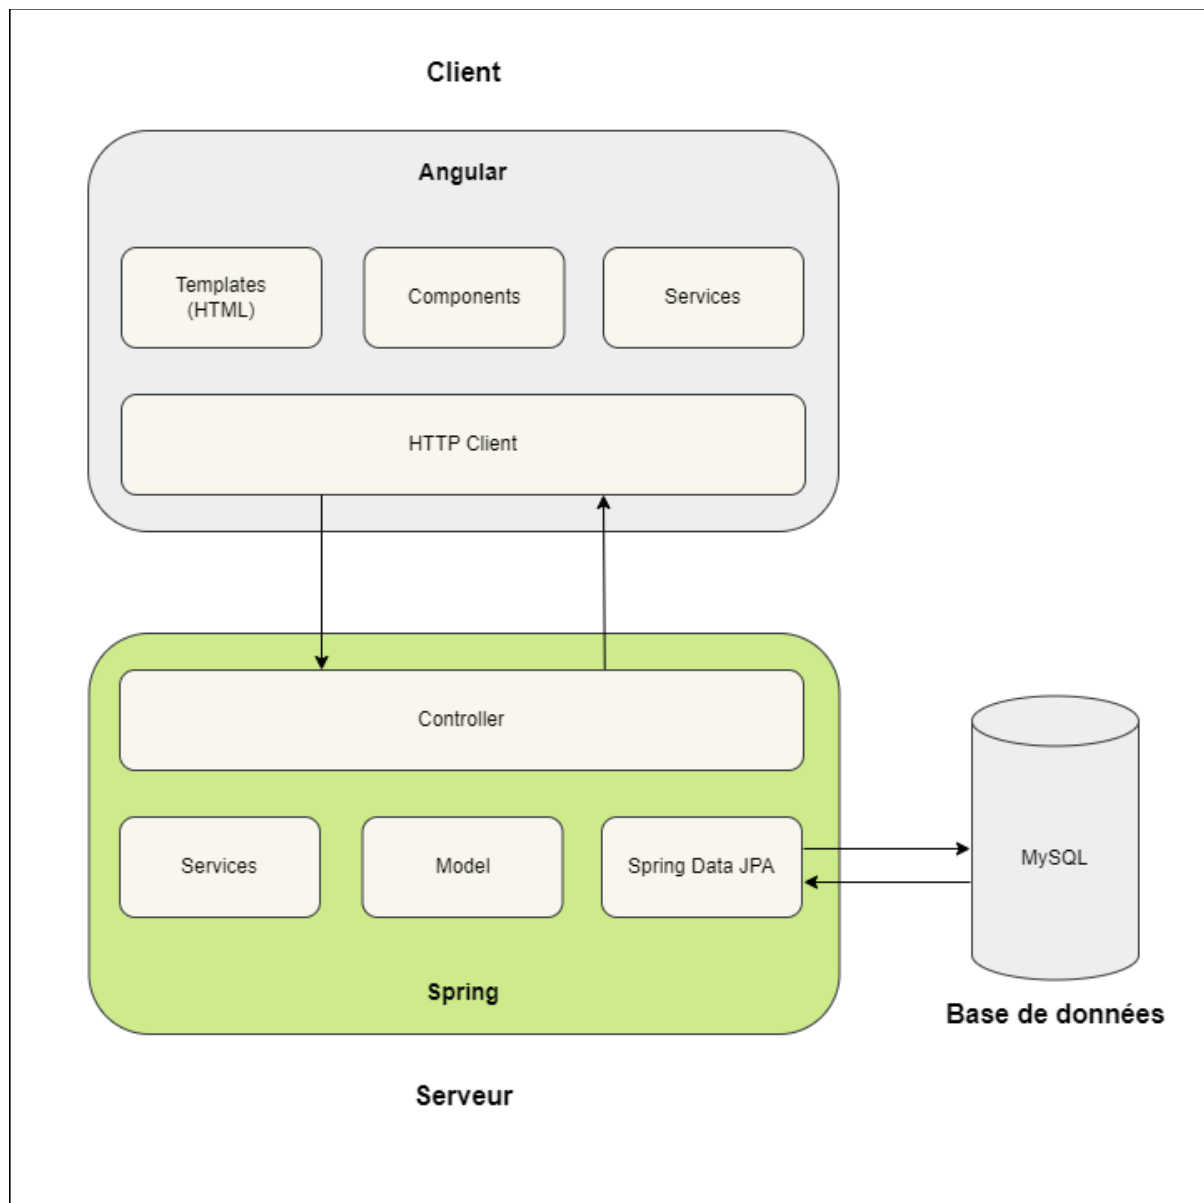 Client
Angular
Templates
(HTML)
Components
Services
HTTP Client
Controller
Services
Model
Spring Data JPA
MySQL
Spring
Base de données
Serveur